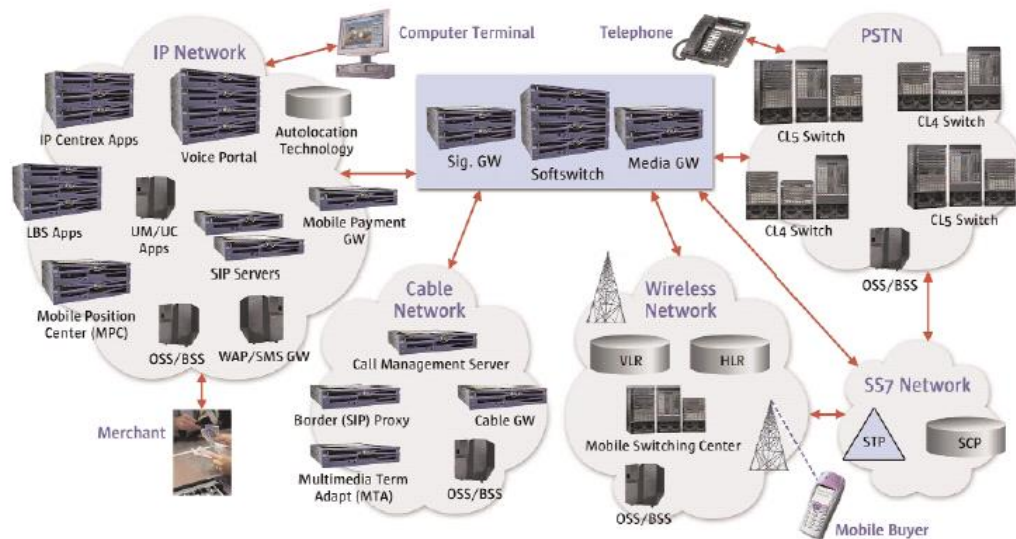 IP Network
Computer Terminal
Telephone
PSTN
IP Centrex Apps
Voice Portal
Autolocation
Technology
Sig. GW
Softswitch
Media GW
CL5 Switch
CL4 Switch
LBS Apps
UM/UC
Apps
SIP Servers
Mobile Payment
GW
CL4 Switch
CL5 Switch
Mobile Position
Center (MPC)
OSS/BSS
WAP/SMS GW
OSS/BSS
Cable
Network
Call Management Server
Border (SIP) Proxy
Cable GW
Multimedia Term
Adapt (MTA)
OSS/BSS
Wireless
Network
VLR
HLR
Mobile Switching Center
OSS/BSS
SS7 Network
STP
SCP
Merchant
Mobile Buyer